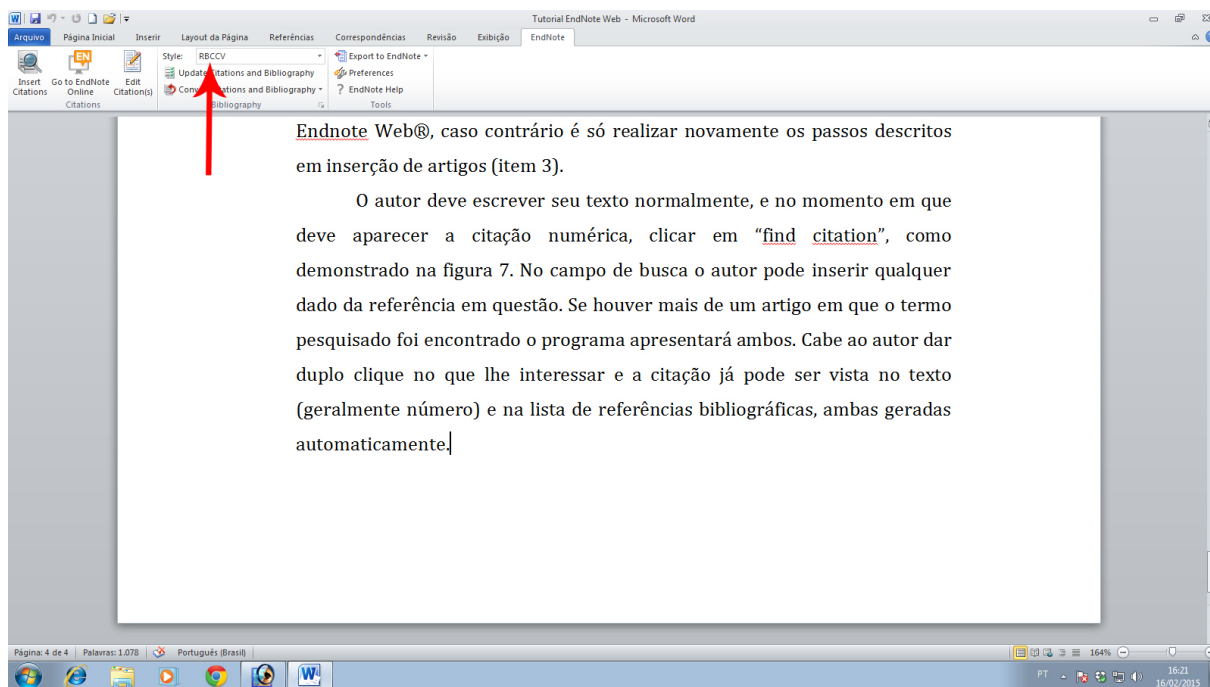 Tutorial EndNote Web - Microsoft Word
Arquivo Página Inicial Inserir Layout da Página Referências Correspondências Revisão Exibição EndNote
Insert Citations
Go to EndNote Online
Edit Citation(s)
Citations
Style: RBCCV
Update Citations and Bibliography
Citations and Bibliography
Bibliography
Export to EndNote
Preferences
EndNote Help
Tools
Endnote Web®, caso contrário é só realizar novamente os passos descritos
em inserção de artigos (item 3).
O autor deve escrever seu texto normalmente, e no momento em que
deve aparecer a citação numérica, clicar em “find citation”, como
demonstrado na figura 7. No campo de busca o autor pode inserir qualquer
dado da referência em questão. Se houver mais de um artigo em que o termo
pesquisado foi encontrado o programa apresentará ambos. Cabe ao autor dar
duplo clique no que lhe interessar e a citação já pode ser vista no texto
(geralmente número) e na lista de referências bibliográficas, ambas geradas
automaticamente.
Página: 4 de 4 Palavras: 1.078 Português (Brasil) 164%
PT 16:21
16/02/2015